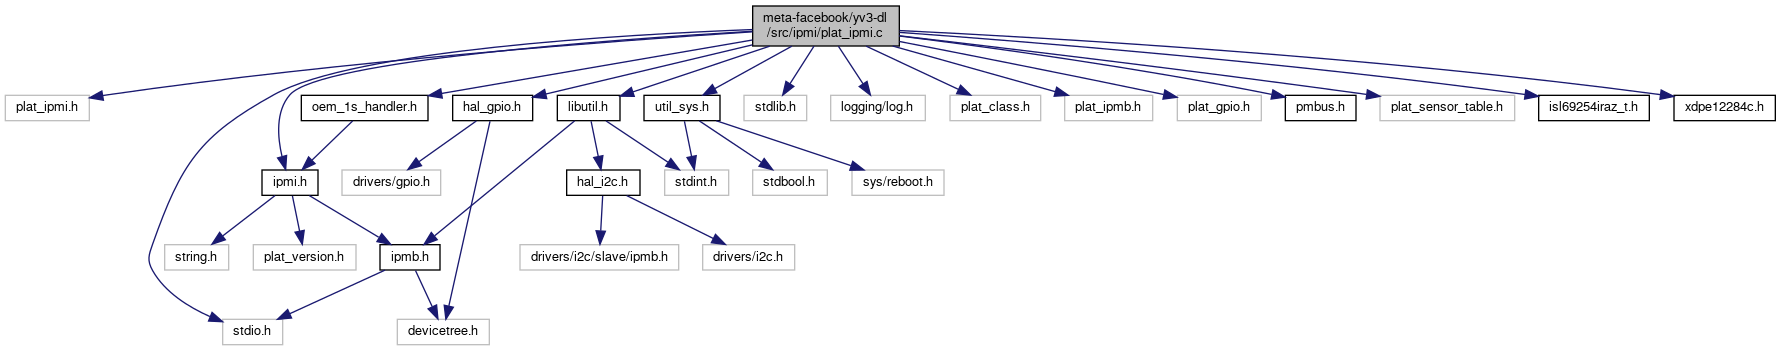 meta-facebook/yv3-dl
/src/ipmi/plat_ipmi.c
plat_ipmi.h
oem_1s_handler.h
hal_gpio.h
libutil.h
util_sys.h
stdlib.h
logging/log.h
plat_class.h
plat_ipmb.h
plat_gpio.h
pmbus.h
plat_sensor_table.h
isl69254iraz_t.h
xdpe12284c.h
ipmi.h
drivers/gpio.h
hal_i2c.h
stdint.h
stdbool.h
sys/reboot.h
string.h
plat_version.h
ipmb.h
drivers/i2c/slave/ipmb.h
drivers/i2c.h
stdio.h
devicetree.h